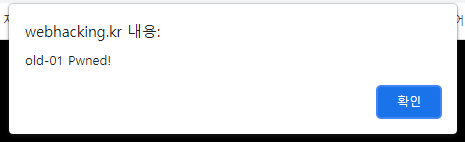 webhacking.kr 내용:
old-01 Pwned!
확인